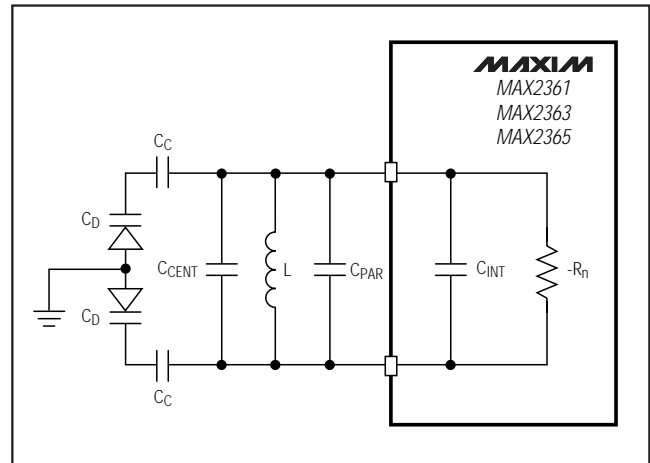 MAXIM
MAX2361
MAX2363
MAX2365
CC
CD
CCENT
L
CPAR
CINT
-Rn
CD
CC